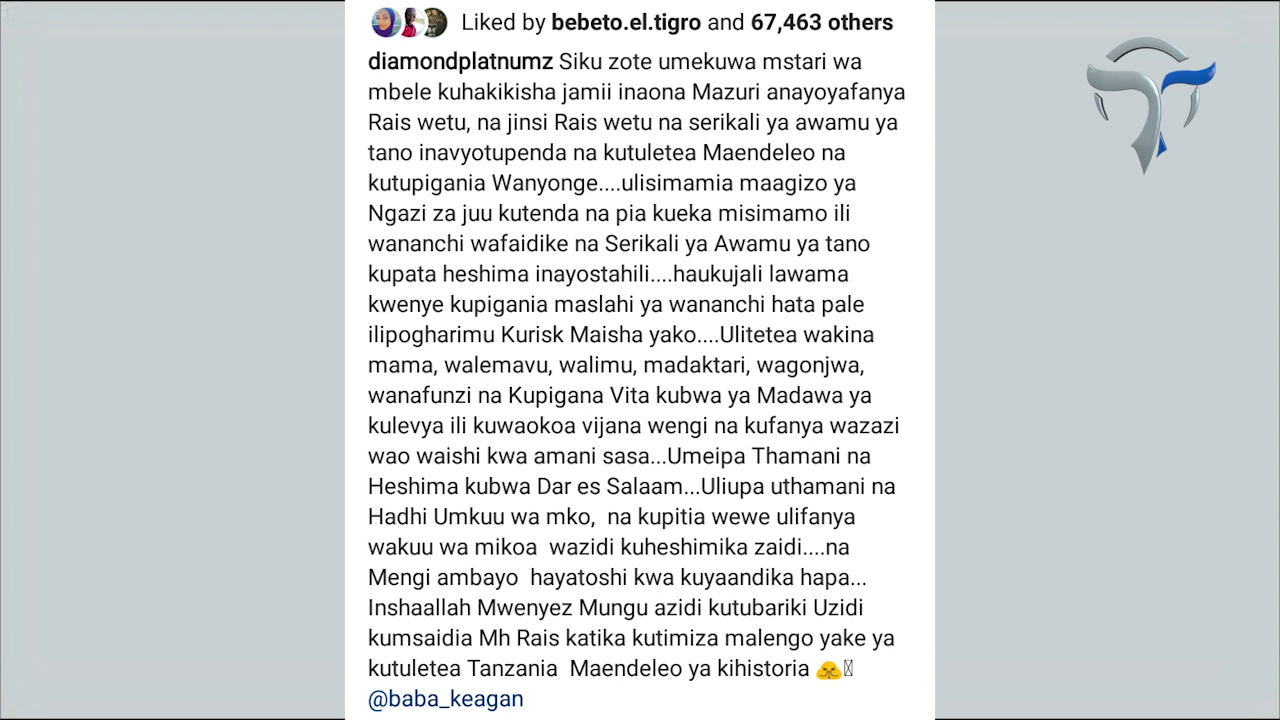 Liked by bebeto.el.tigro and 67,463 others
diamondplatnumz Siku zote umekuwa mstari wa
mbele kuhakikisha jamii inaona Mazuri anayoyafanya
Rais wetu, na jinsi Rais wetu na serikali ya awamu ya
tano inavyotupenda na kutuletea Maendeleo na
kutupigania Wanyonge....ulisimamia maagizo ya
Ngazi za juu kutenda na pia kueka misimamo ili
wananchi wafaidike na Serikali ya Awamu ya tano
kupata heshima inayostahili....haukujali lawama
kwenye kupigania maslahi ya wananchi hata pale
ilipogharimu Kurisk Maisha yako....Ulitetea wakina
mama, walemavu, walimu, madaktari, wagonjwa,
wanafunzi na Kupigana Vita kubwa ya Madawa ya
kulevya ili kuwaokoa vijana wengi na kufanya wazazi
wao waishi kwa amani sasa...Umeipa Thamani na
Heshima kubwa Dar es Salaam...Uliupa uthamani na
Hadhi Umkuu wa mko,  na kupitia wewe ulifanya
wakuu wa mikoa  wazidi kuheshimika zaidi....na
Mengi ambayo  hayatoshi kwa kuyaandika hapa...
Inshaallah Mwenyez Mungu azidi kutubariki Uzidi
kumsaidia Mh Rais katika kutimiza malengo yake ya
kutuletea Tanzania  Maendeleo ya kihistoria 🙏
@baba_keagan